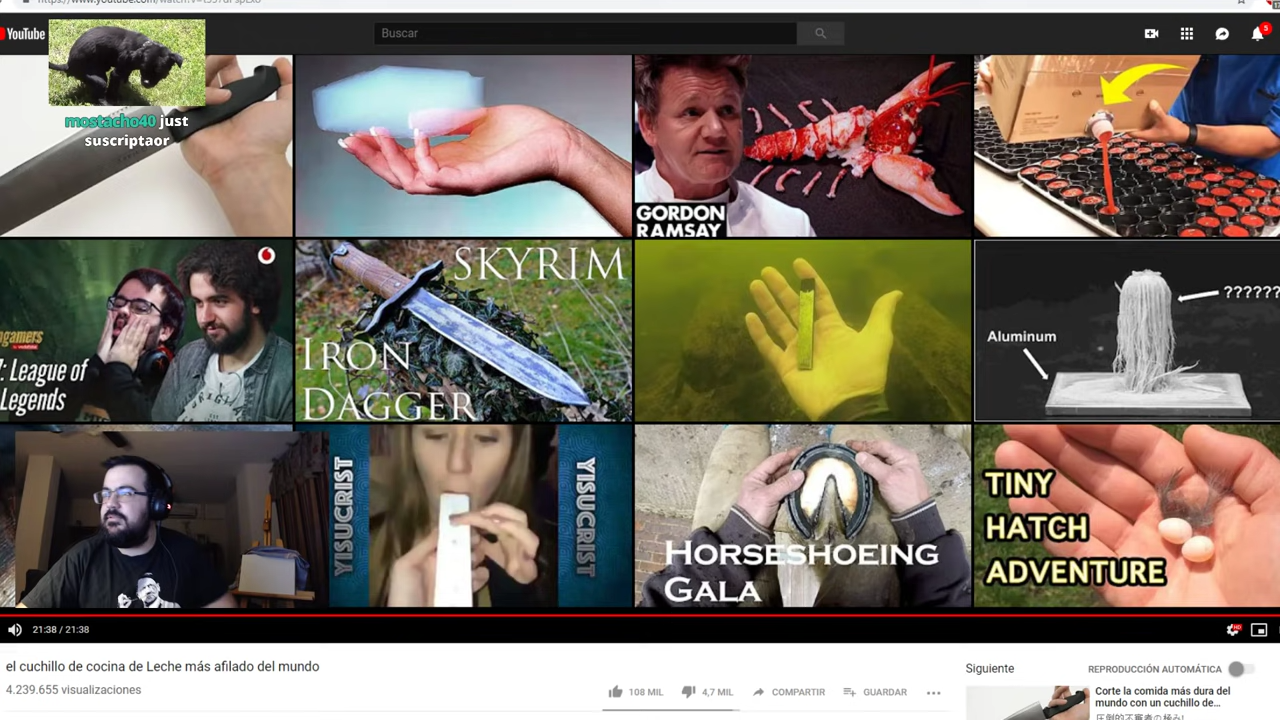 YouTube
Buscar
5
mostacho40 just
suscriptaor
GORDON
RAMSAY
gamers
: League of
Legends
SKYRIM
IRON
DAGGER
??????
Aluminum
YISUCRIST
YISUCRIST
HORSESHOEING
GALA
TINY
HATCH
ADVENTURE
21:38 / 21:38
HD
el cuchillo de cocina de Leche más afilado del mundo
4.239.655 visualizaciones
108 MIL
4,7 MIL
COMPARTIR
GUARDAR
Siguiente
REPRODUCCIÓN AUTOMÁTICA
Corte la comida más dura del
mundo con un cuchillo de...